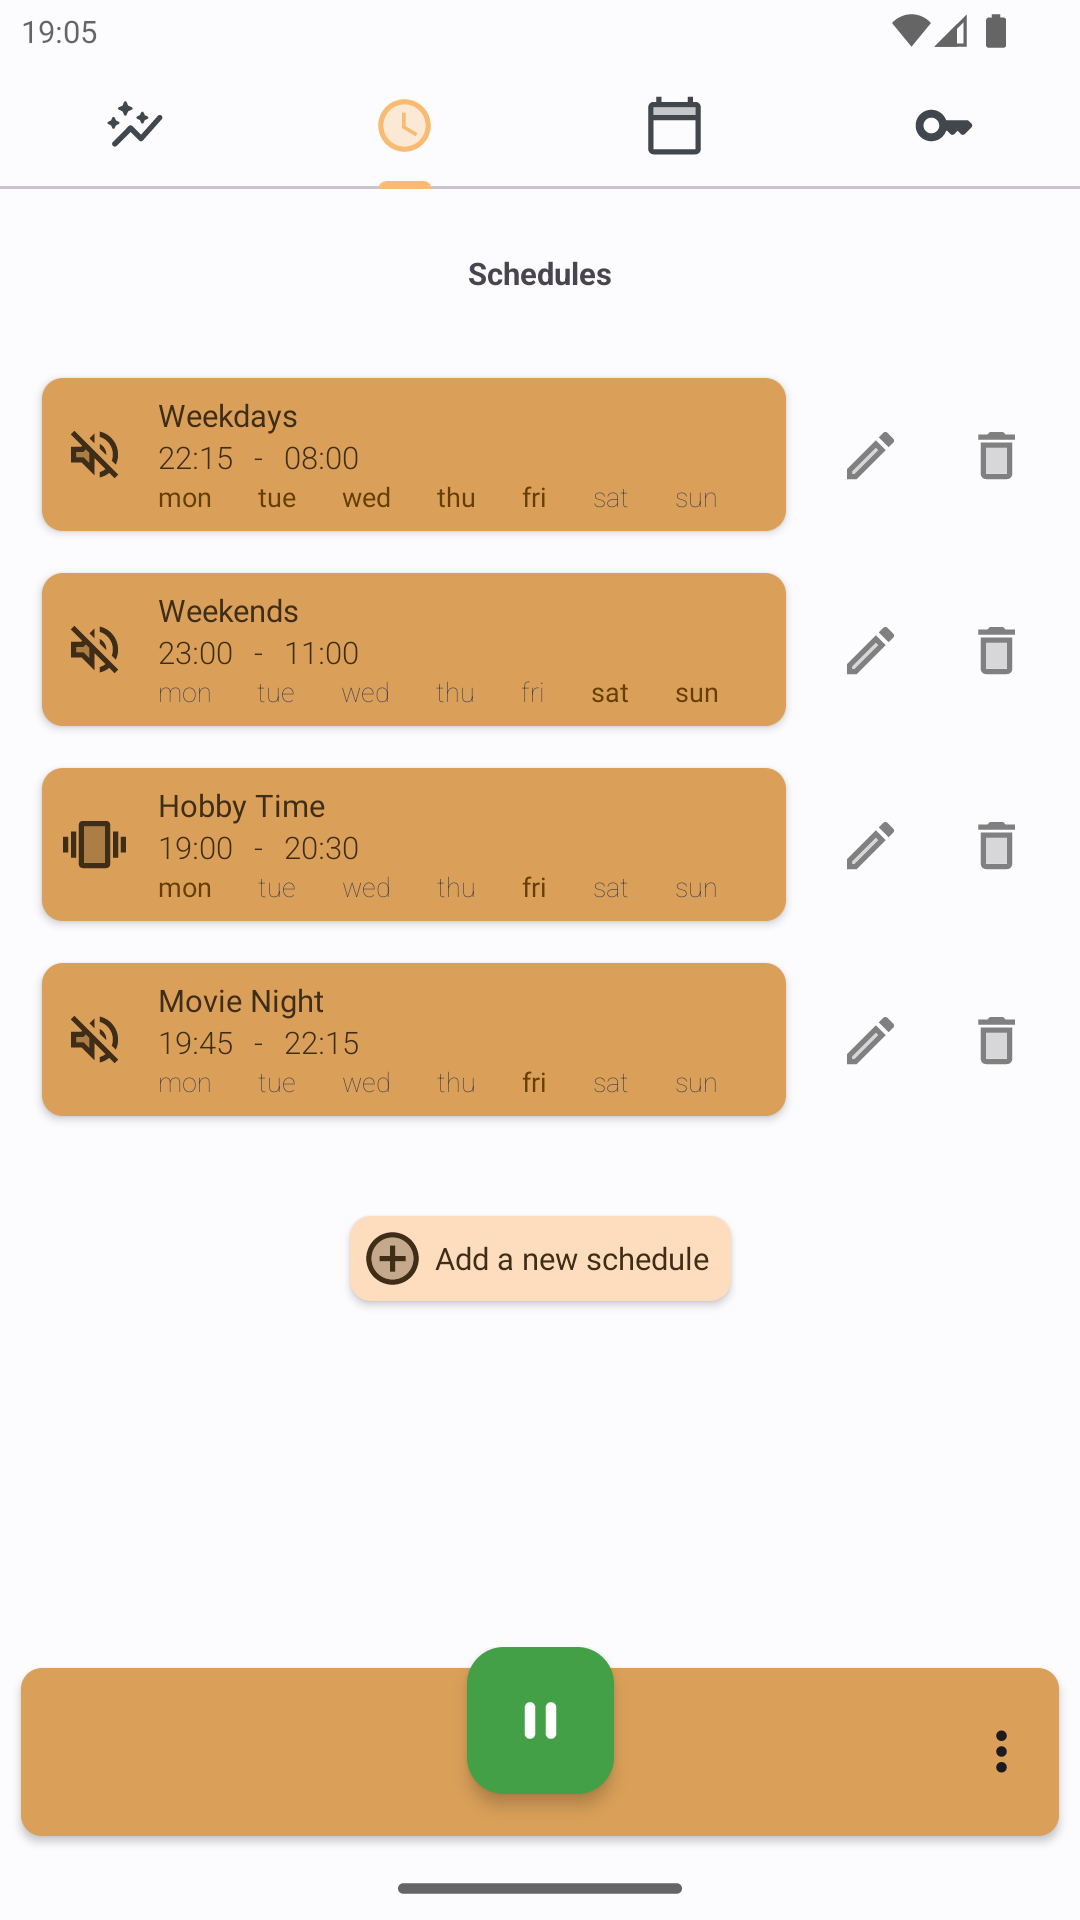 19:05
Schedules
Weekdays
22:15 - 08:00
mon tue wed thu fri sat sun
Weekends
23:00 - 11:00
mon tue wed thu fri sat sun
Hobby Time
19:00 - 20:30
mon tue wed thu fri sat sun
Movie Night
19:45 - 22:15
mon tue wed thu fri sat sun
Add a new schedule